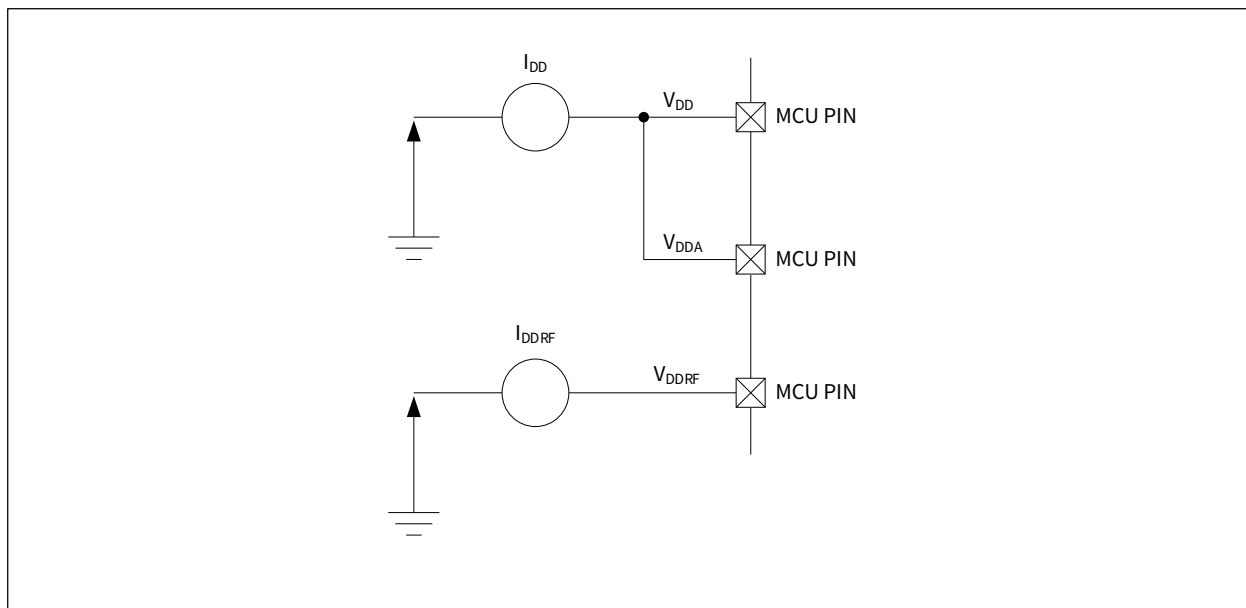 I_DD
V_DD MCU PIN
V_DDA MCU PIN
I_DDRF
V_DDRF MCU PIN